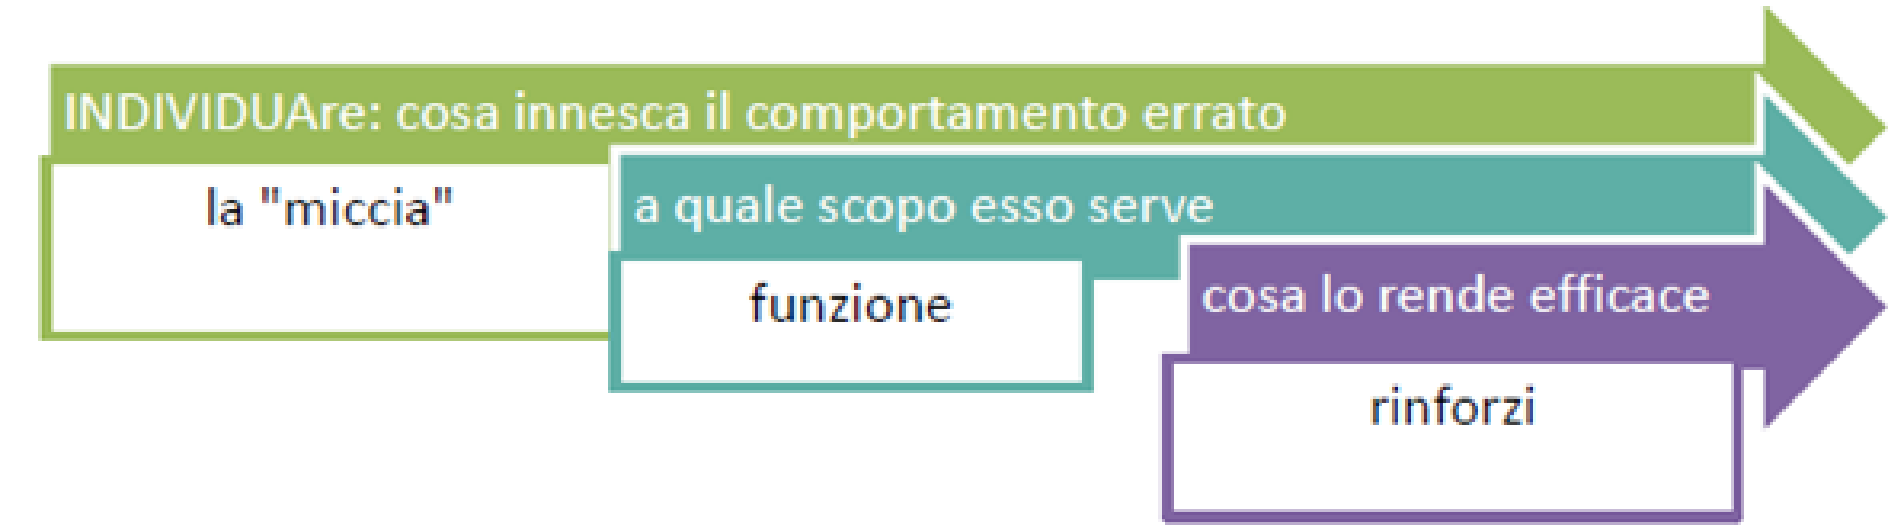 INDIVIDUAre: cosa innesca il comportamento errato
la "miccia"
a quale scopo esso serve
funzione
cosa lo rende efficace
rinforzi